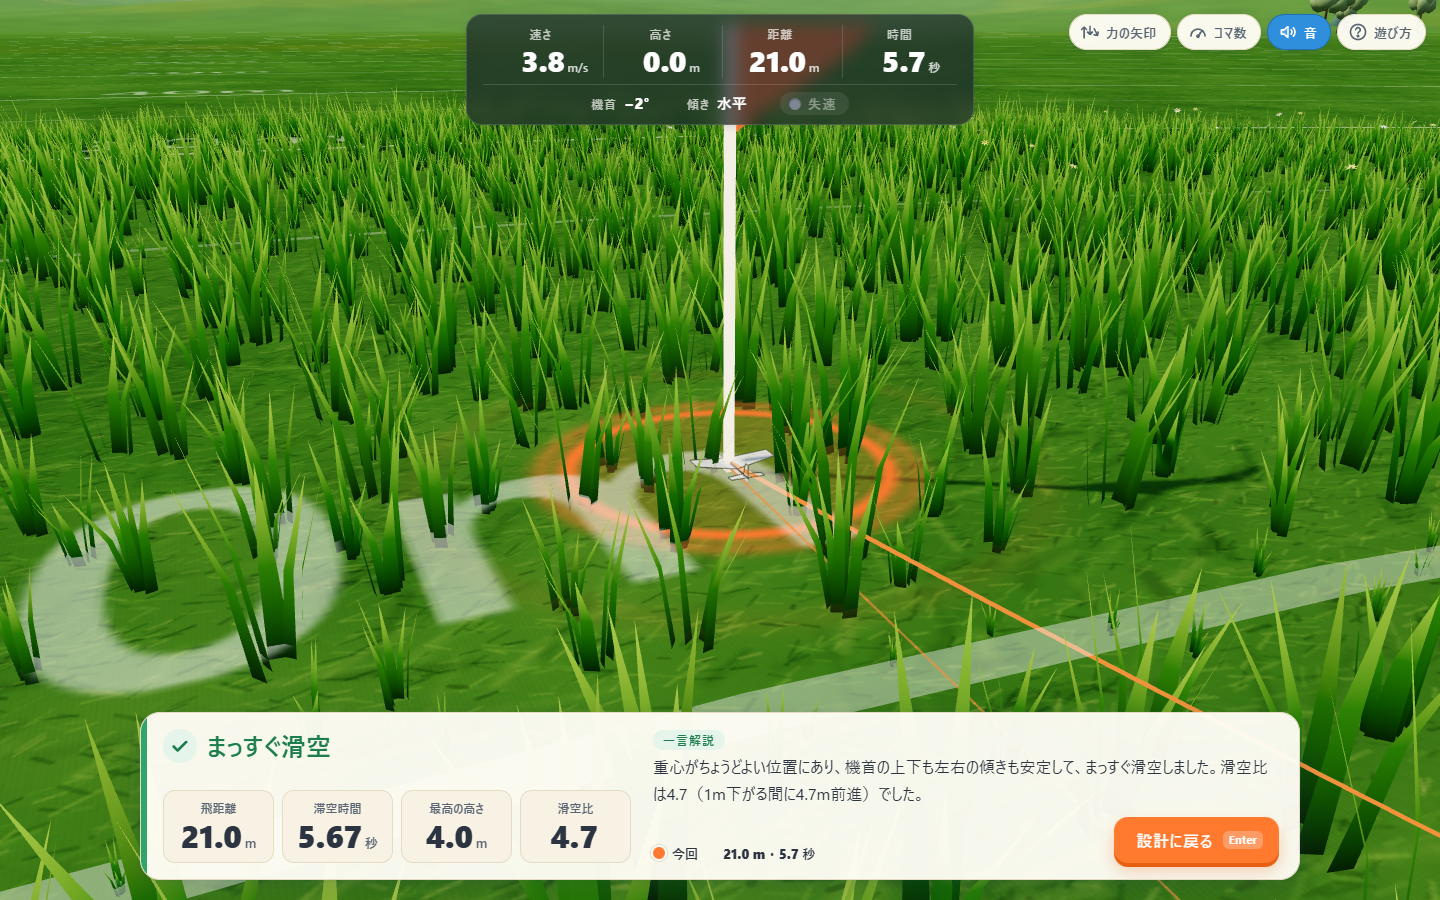 速さ 高さ 距離 時間
3.8 m/s 0.0 m 21.0 m 5.7 秒
機首 −2° 傾き 水平 失速
力の矢印 コマ数 音 遊び方
まっすぐ滑空
飛距離 滞空時間 最高の高さ 滑空比
21.0 m 5.67 秒 4.0 m 4.7
一言解説
重心がちょうどよい位置にあり、機首の上下も左右の傾きも安定して、まっすぐ滑空しました。滑空比
は4.7（1m下がる間に4.7m前進）でした。
今回 21.0 m · 5.7 秒
設計に戻る Enter